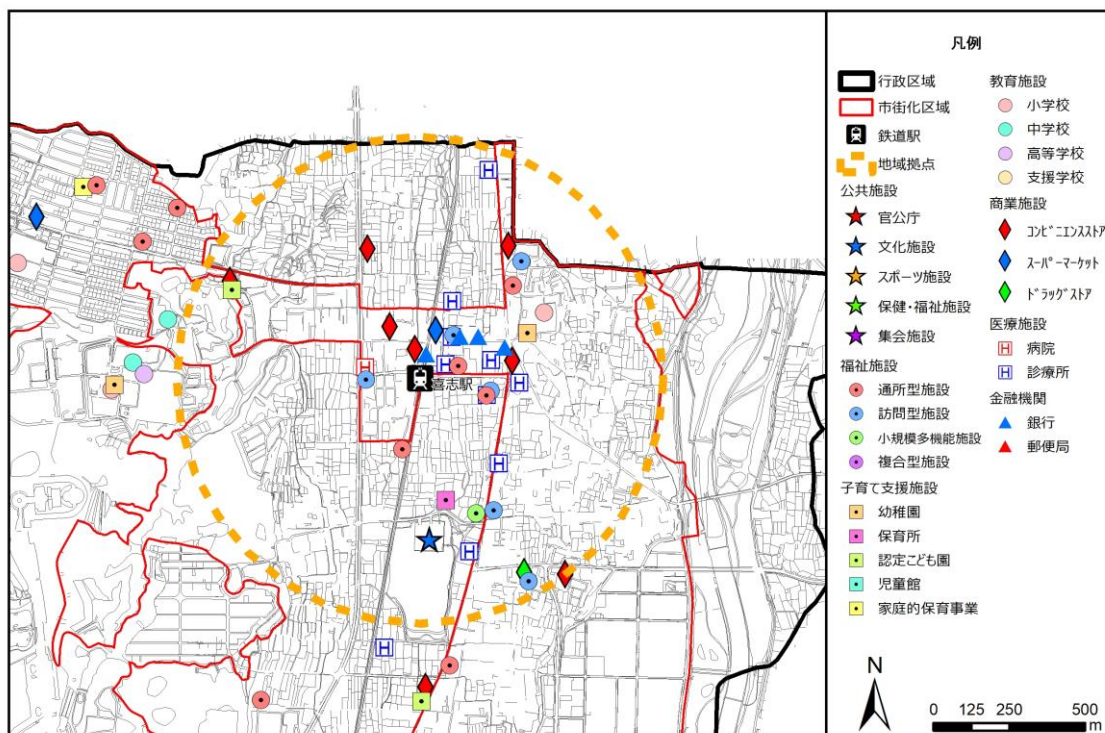 喜志駅
凡例
行政区域
市街化区域
鉄道駅
地域拠点
公共施設
官公庁
文化施設
スポーツ施設
保健・福祉施設
集会施設
福祉施設
通所型施設
訪問型施設
小規模多機能施設
複合型施設
子育て支援施設
幼稚園
保育所
認定こども園
児童館
家庭的保育事業
教育施設
小学校
中学校
高等学校
支援学校
商業施設
ｺﾝﾋﾞﾆｴﾝｽｽﾄｱ
ｽｰﾊﾟｰﾏｰｹｯﾄ
ﾄﾞﾗｯｸﾞｽﾄｱ
医療施設
H 病院
H 診療所
金融機関
銀行
郵便局
N
0 125 250 500
m